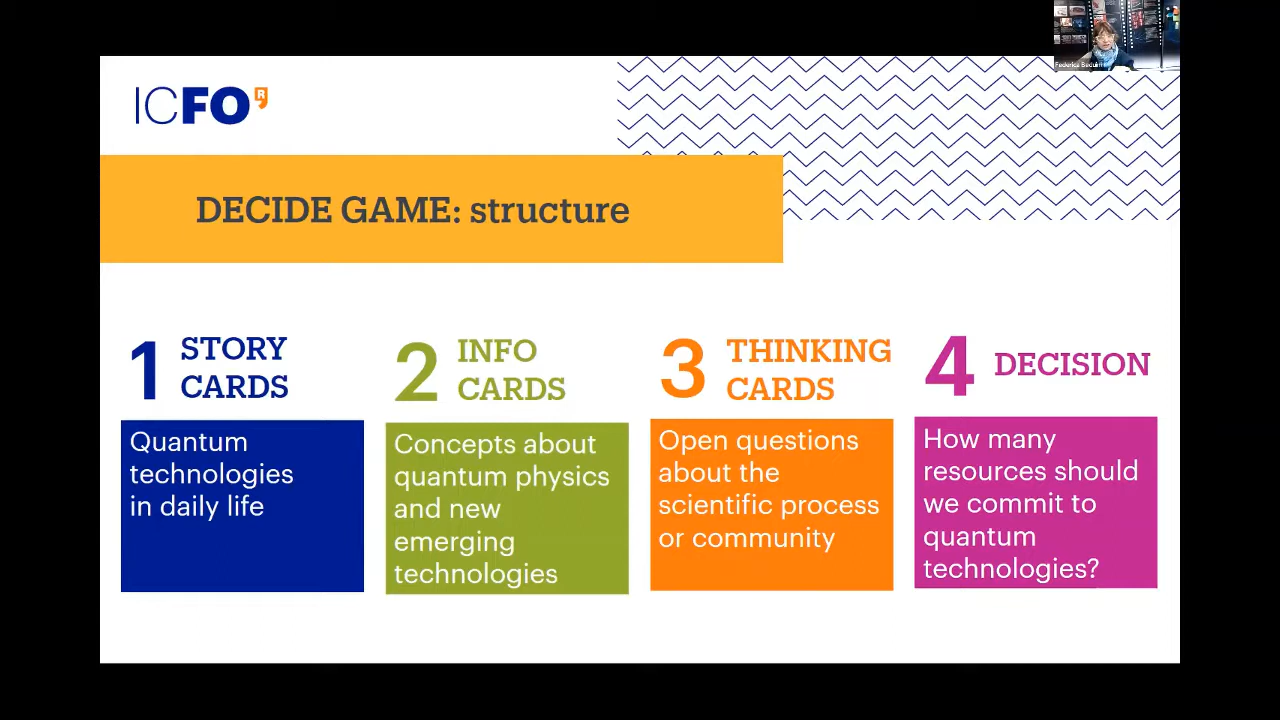 Federica Beduini
ICFO
R
DECIDE GAME: structure
1 STORY
CARDS
Quantum
technologies
in daily life
2 INFO
CARDS
Concepts about
quantum physics
and new
emerging
technologies
3 THINKING
CARDS
Open questions
about the
scientific process
or community
4 DECISION
How many
resources should
we commit to
quantum
technologies?